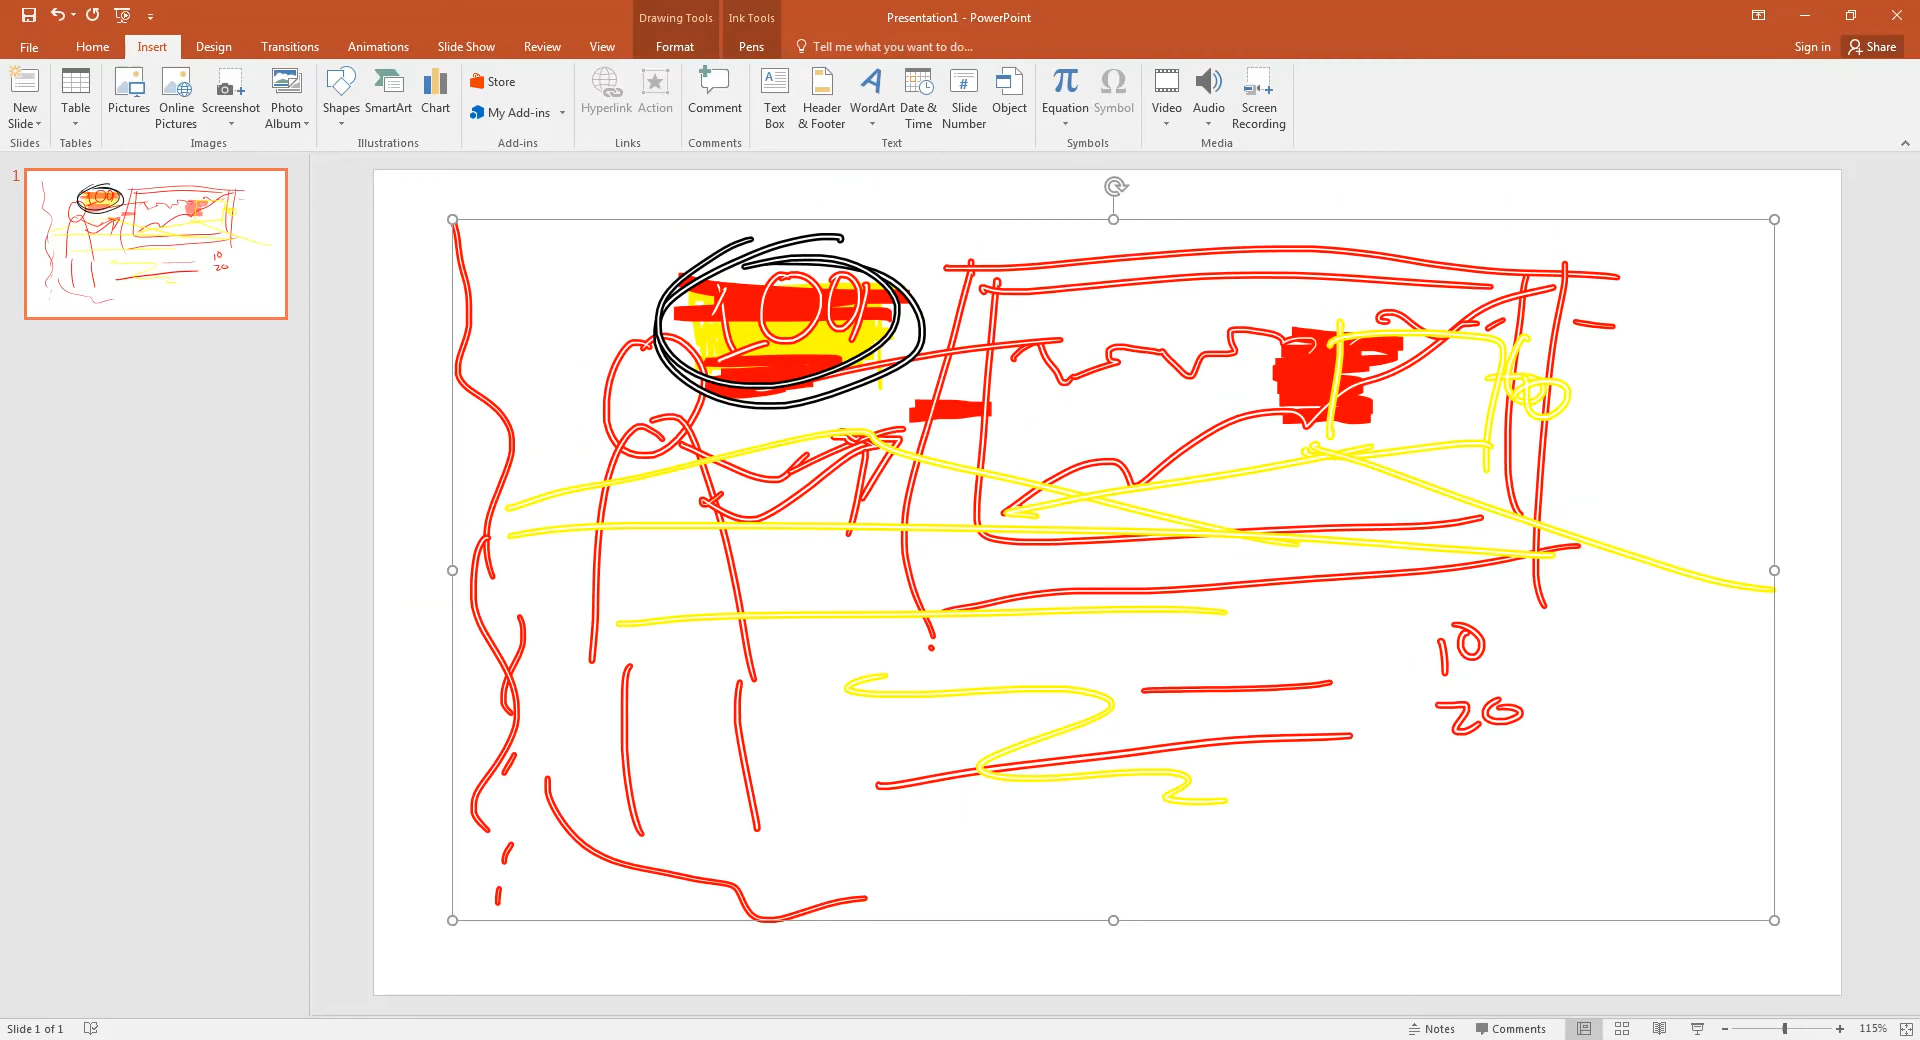 Drawing Tools Ink Tools Presentation1 - PowerPoint
File Home Insert Design Transitions Animations Slide Show Review View Format Pens Tell me what you want to do... Sign in Share
New Slide
Table
Pictures
Online Pictures
Screenshot
Photo Album
Shapes
SmartArt
Chart
Store
My Add-ins
Hyperlink
Action
Comment
Text Box
Header & Footer
WordArt
Date & Time
Slide Number
Object
Equation
Symbol
Video
Audio
Screen Recording
Slides Tables Images Illustrations Add-ins Links Comments Text Symbols Media
1
10
20
Slide 1 of 1 Notes Comments 115%